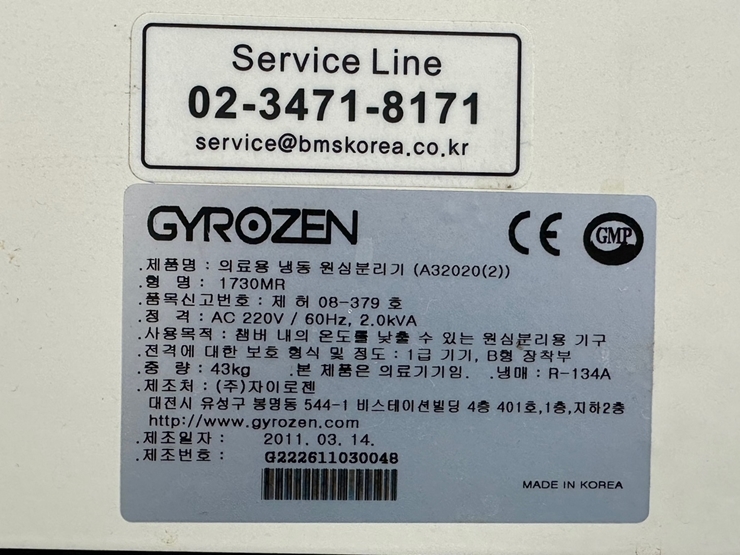 Service Line
02-3471-8171
service@bmskorea.co.kr
GYROZEN CE GMP
.제품명 : 의료용 냉동 원심분리기 (A32020(2))
.형 명 : 1730MR
.품목신고번호 : 제 허 08-379 호
.정 격 : AC 220V / 60Hz, 2.0kVA
.사용목적 : 챔버 내의 온도를 낮출 수 있는 원심분리용 기구
.전격에 대한 보호 형식 및 정도 : 1급 기기, B형 장착부
.중 량 : 43kg .본 제품은 의료기기임. .냉매 : R-134A
.제조처 : (주)자이로젠
대전시 유성구 봉명동 544-1 비스테이션빌딩 4층 401호,1층,지하2층
http://www.gyrozen.com
.제조일자 : 2011. 03. 14.
.제조번호 : G222611030048
MADE IN KOREA